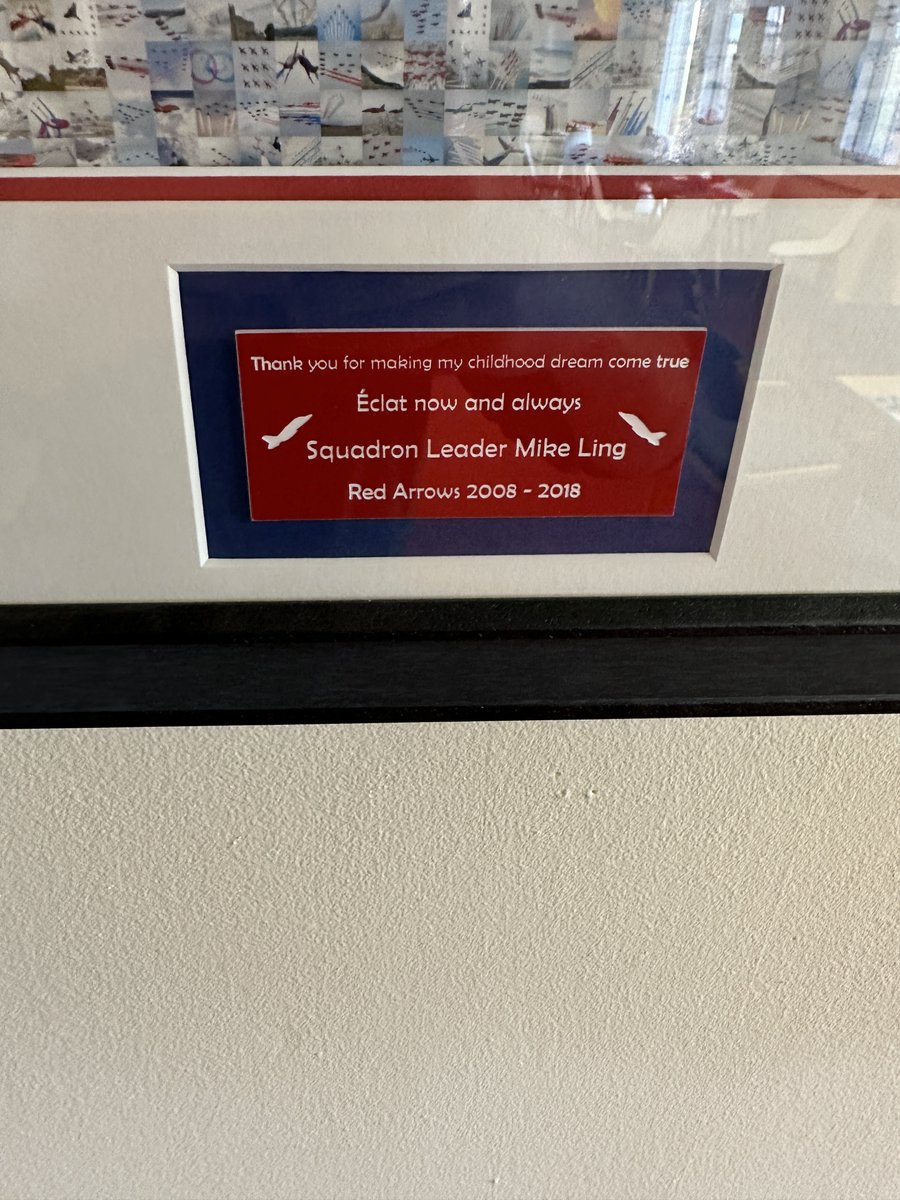 Thank you for making my childhood dream come true
Éclat now and always
Squadron Leader Mike Ling
Red Arrows 2008 - 2018